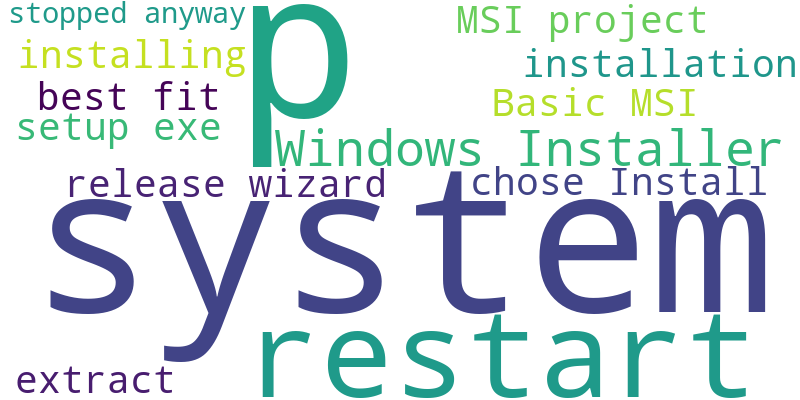 stopped anyway
p
MSI project
installing
installation
best fit
Basic MSI
setup exe
Windows Installer
release wizard
chose Install
system
restart
extract